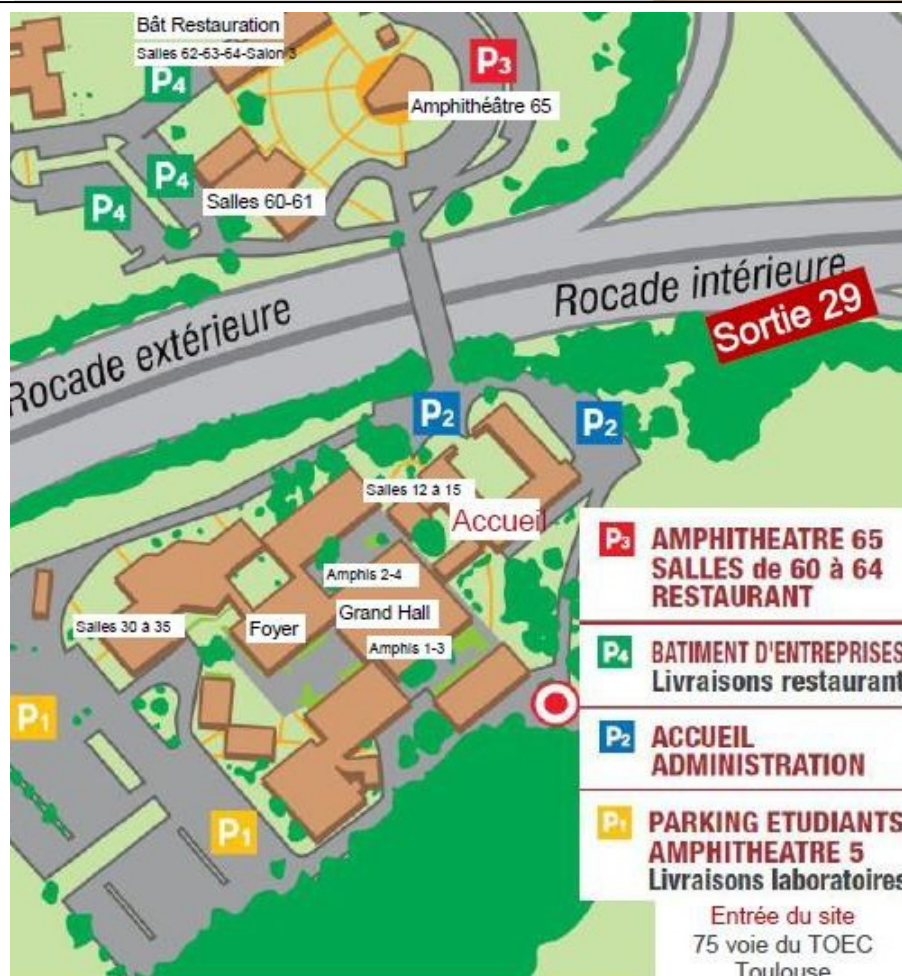 Bât Restauration
Salles 62-63-64-Salon 3
P4
P3
Amphithéâtre 65
P4
Salles 60-61
P4
Rocade intérieure
Sortie 29
Rocade extérieure
P2
P2
Salles 12 à 15
Accueil
Amphis 2-4
Grand Hall
Salles 30 à 35
Foyer
Amphis 1-3
P1
P1
P3 AMPHITHEATRE 65
SALLES de 60 à 64
RESTAURANT
P4 BATIMENT D'ENTREPRISES
Livraisons restaurant
P2 ACCUEIL
ADMINISTRATION
P1 PARKING ETUDIANTS
AMPHITHEATRE 5
Livraisons laboratoires
Entrée du site
75 voie du TOEC
Toulouse